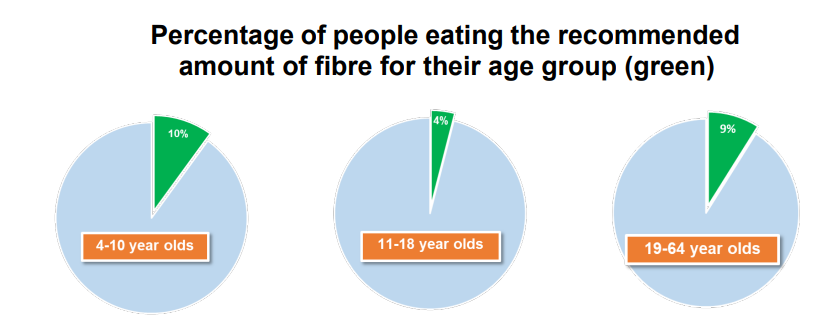 Percentage of people eating the recommended
amount of fibre for their age group (green)
10%
4%
9%
4-10 year olds
11-18 year olds
19-64 year olds